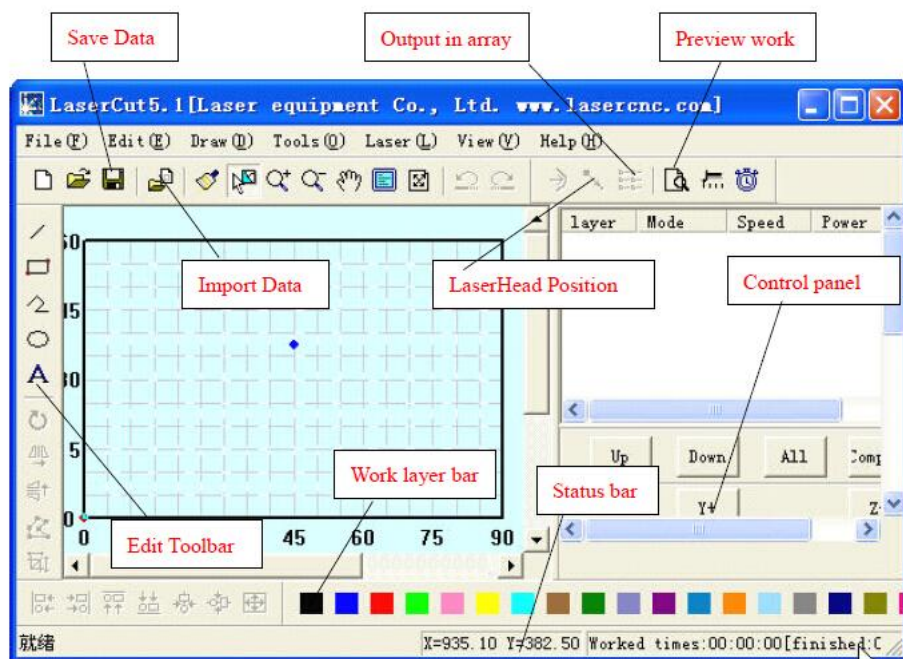 Save Data
Output in array
Preview work
LaserCut5.1[Laser equipment Co., Ltd. www.lasercnc.com]
File(F) Edit(E) Draw(D) Tools(O) Laser(L) View(V) Help(H)
layer Mode Speed Power
Import Data
LaserHead Position
Control panel
15
A
Up Down All
5
Work layer bar
Status bar
Y+
0
0 45 60 75 90
Edit Toolbar
就绪
X=935.10 Y=382.50 Worked times:00:00:00[finished: